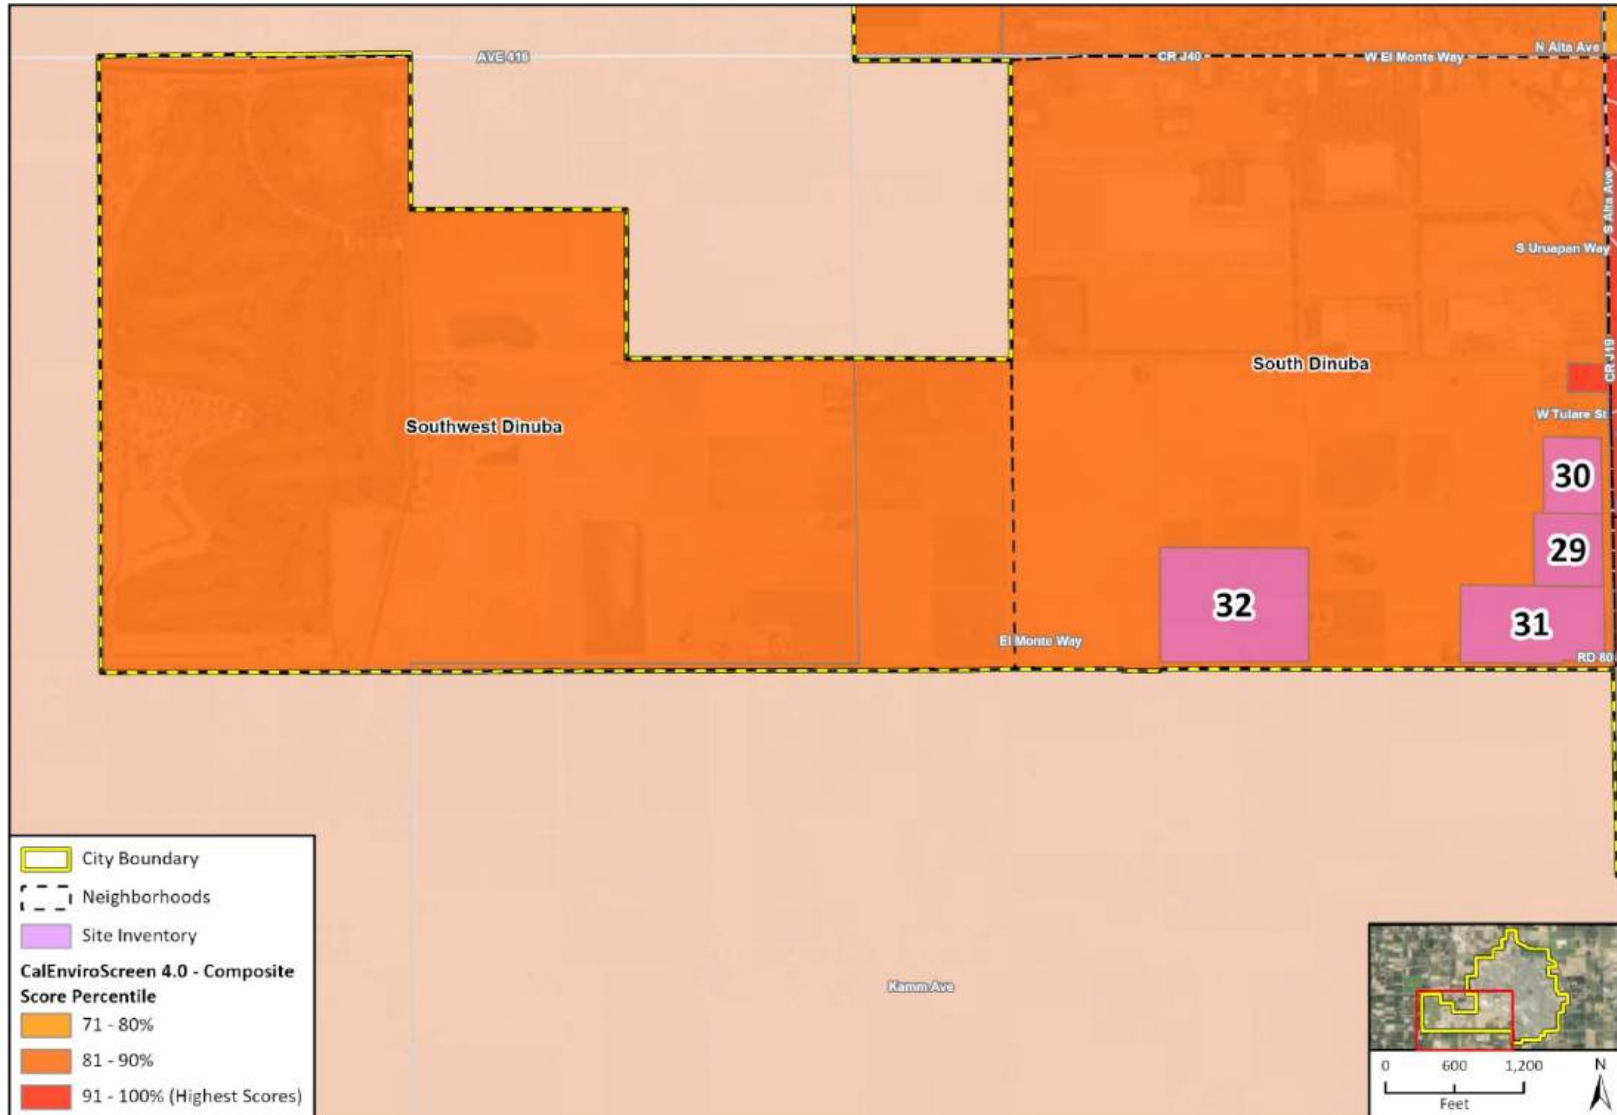 N Alta Ave
AVE 416
CR J40
W El Monte Way
S Alta Ave
S Uruapan Way
South Dinuba
CR J19
W Tulare St
Southwest Dinuba
30
29
32
31
El Monte Way
RD 80
City Boundary
Neighborhoods
Site Inventory
CalEnviroScreen 4.0 - Composite
Score Percentile
71 - 80%
81 - 90%
91 - 100% (Highest Scores)
Kamm Ave
0 600 1,200
Feet
N